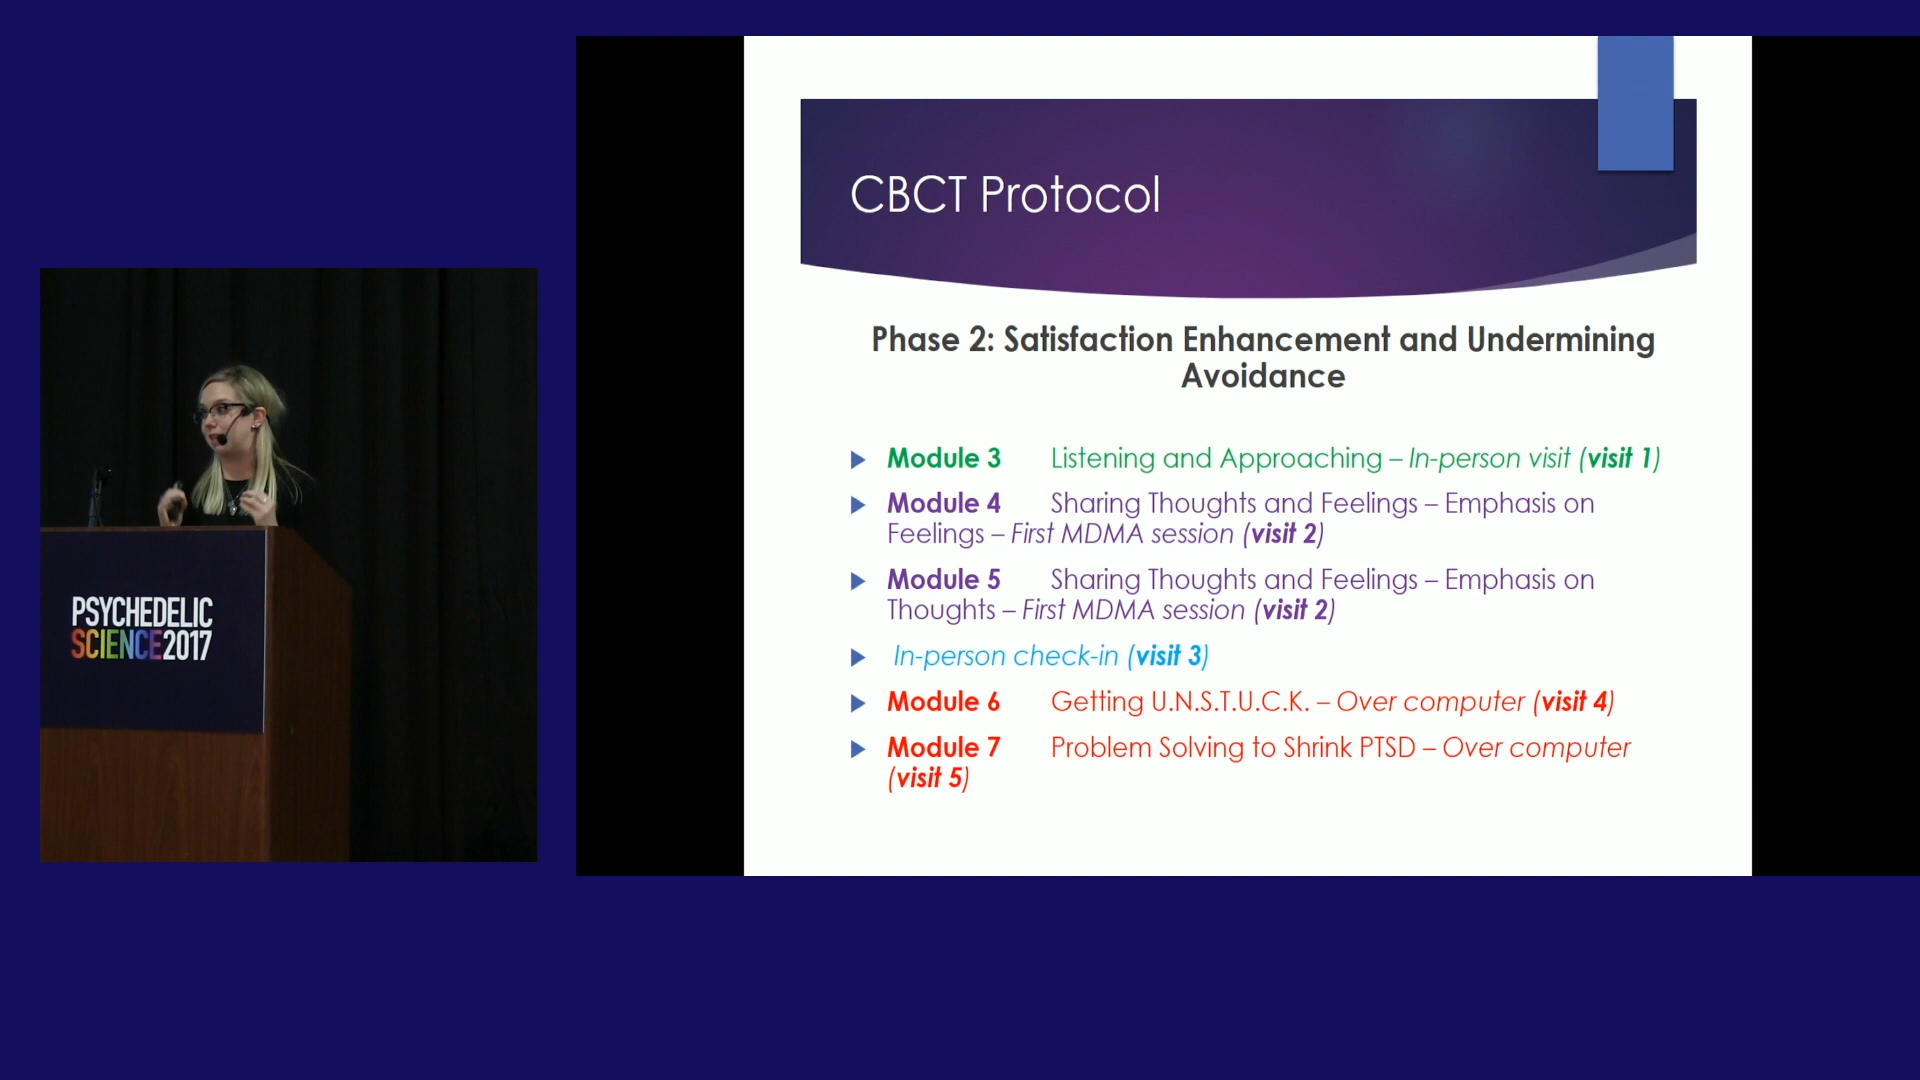 CBCT Protocol
Phase 2: Satisfaction Enhancement and Undermining
Avoidance
Module 3 Listening and Approaching – In-person visit (visit 1)
Module 4 Sharing Thoughts and Feelings – Emphasis on
Feelings – First MDMA session (visit 2)
Module 5 Sharing Thoughts and Feelings – Emphasis on
Thoughts – First MDMA session (visit 2)
In-person check-in (visit 3)
Module 6 Getting U.N.S.T.U.C.K. – Over computer (visit 4)
Module 7 Problem Solving to Shrink PTSD – Over computer
(visit 5)
PSYCHEDELIC
SCIENCE2017